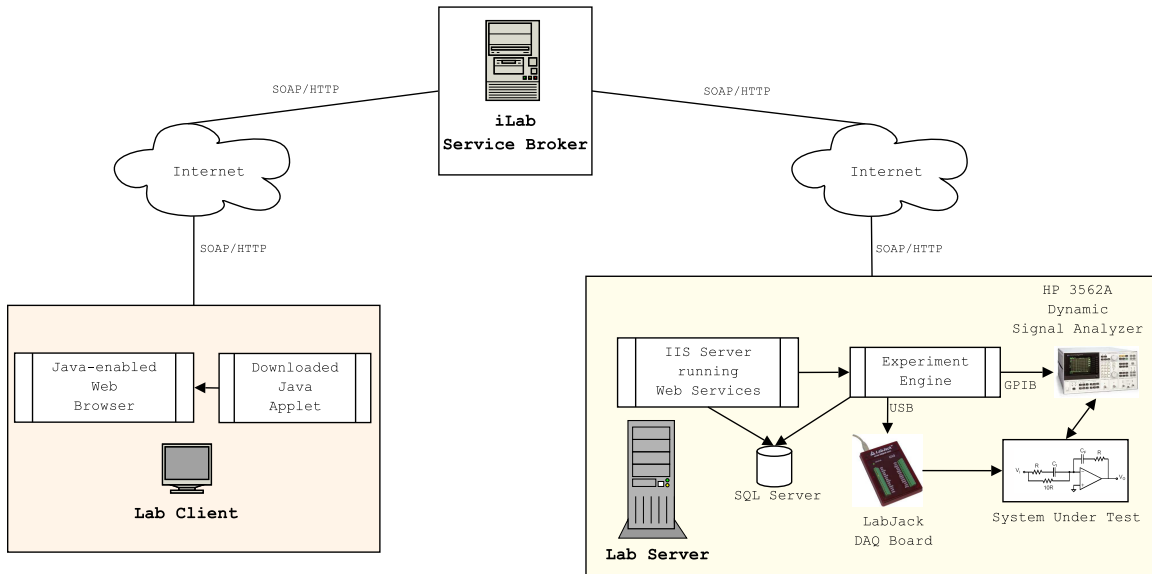 SOAP/HTTP
SOAP/HTTP
iLab
Service Broker
Internet
Internet
SOAP/HTTP
SOAP/HTTP
Java-enabled
Web
Browser
Downloaded
Java
Applet
Lab Client
HP 3562A
Dynamic
Signal Analyzer
IIS Server
running
Web Services
Experiment
Engine
GPIB
USB
SQL Server
LabJack
DAQ Board
System Under Test
Lab Server
R
10R
R